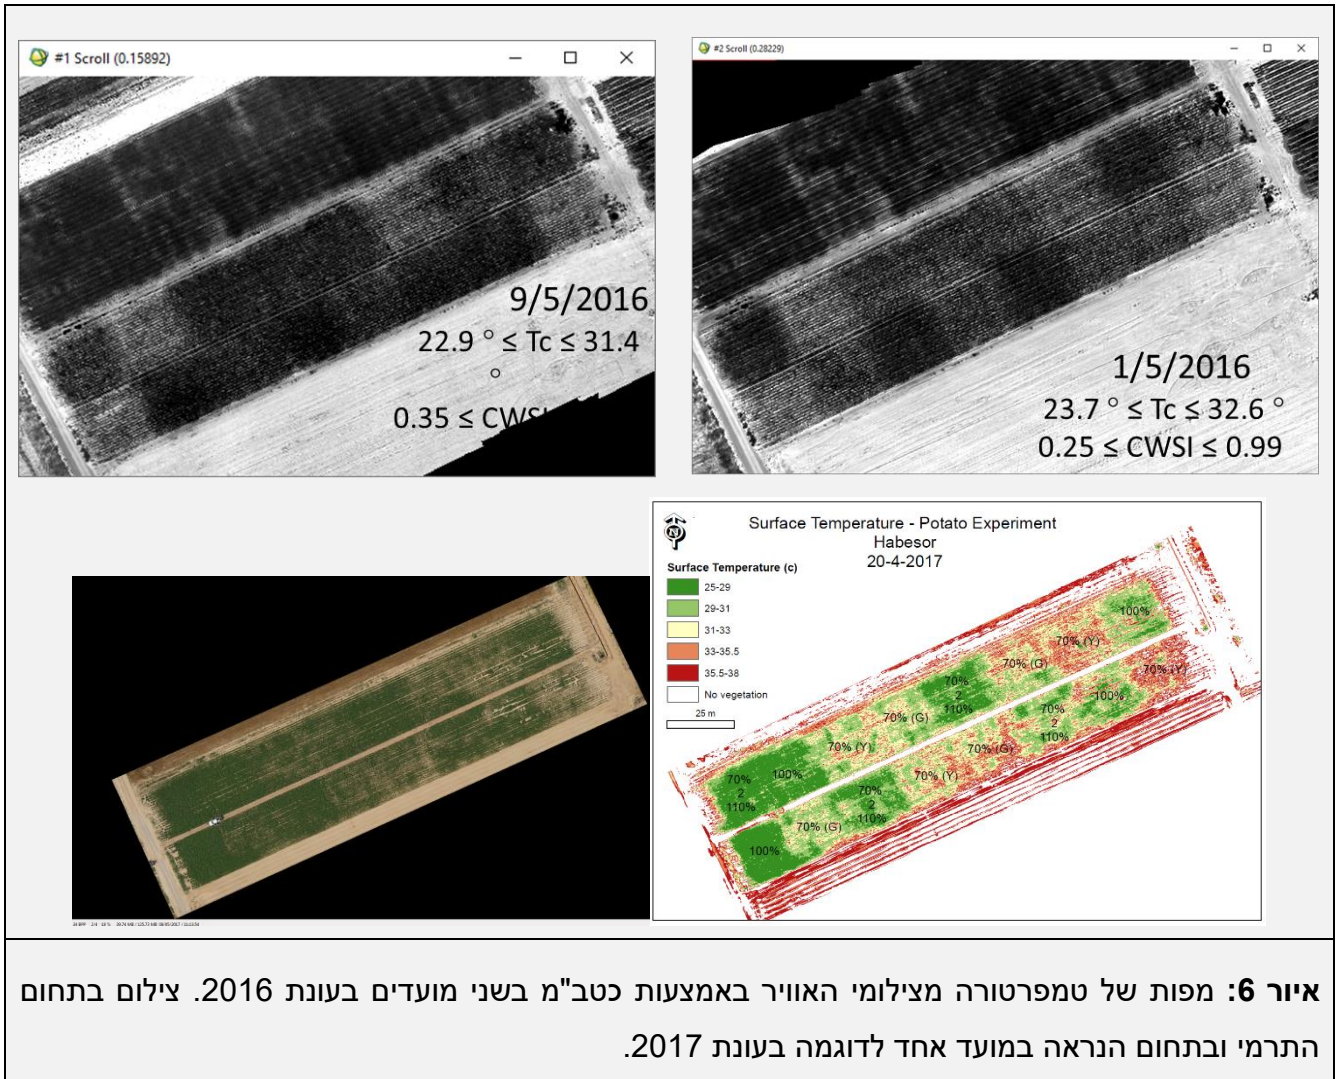 #1 Scroll (0.15892)
#2 Scroll (0.28229)
9/5/2016
22.9 ° ≤ Tc ≤ 31.4
°
0.35 ≤ CWSI
1/5/2016
23.7 ° ≤ Tc ≤ 32.6 °
0.25 ≤ CWSI ≤ 0.99
Surface Temperature - Potato Experiment
Habesor
20-4-2017
N
Surface Temperature (c)
25-29
29-31
31-33
33-35.5
35.5-38
No vegetation
25 m
100%
70% (Y)
70% (G)
70%
2
110%
70% (G)
70% (Y)
100%
70%
2
110%
70% (Y)
100%
70%
2
110%
70% (G)
70% (Y)
70%
2
110%
70% (G)
100%
איור 6: מפות של טמפרטורה מצילומי האוויר באמצעות כטב"מ בשני מועדים בעונת 2016. צילום בתחום
התרמי ובתחום הנראה במועד אחד לדוגמה בעונת 2017.